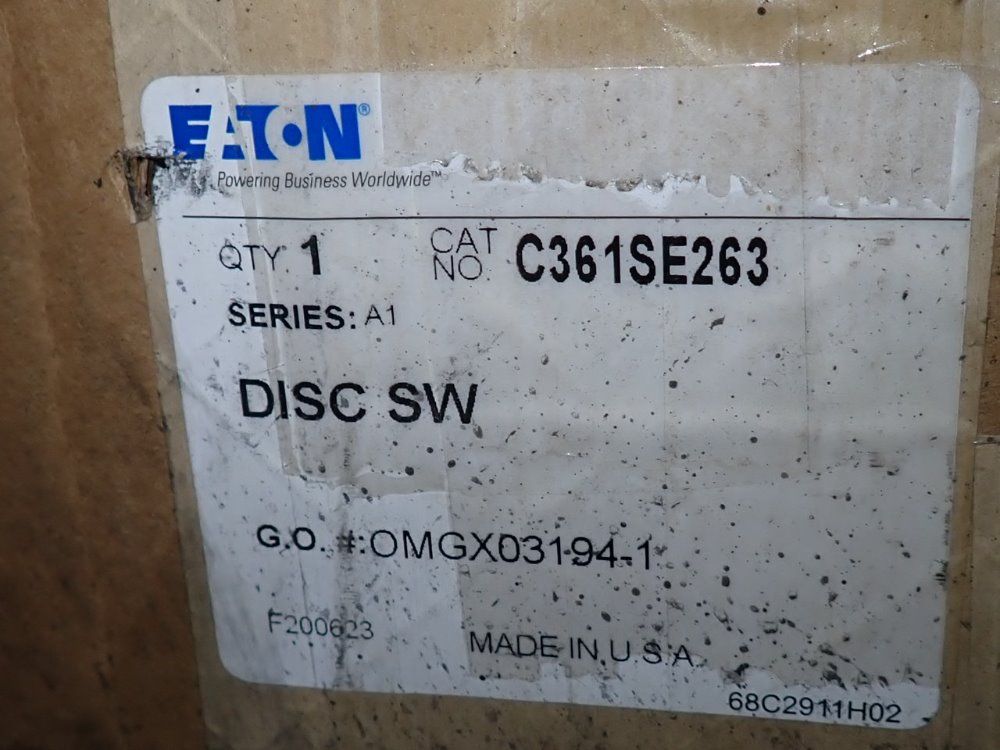 EATON®
Powering Business Worldwide™
QTY 1 CAT NO. C361SE263
SERIES: A1
DISC SW
G.O. #:OMGX03194-1
F200623
MADE IN U.S.A.
68C2911H02